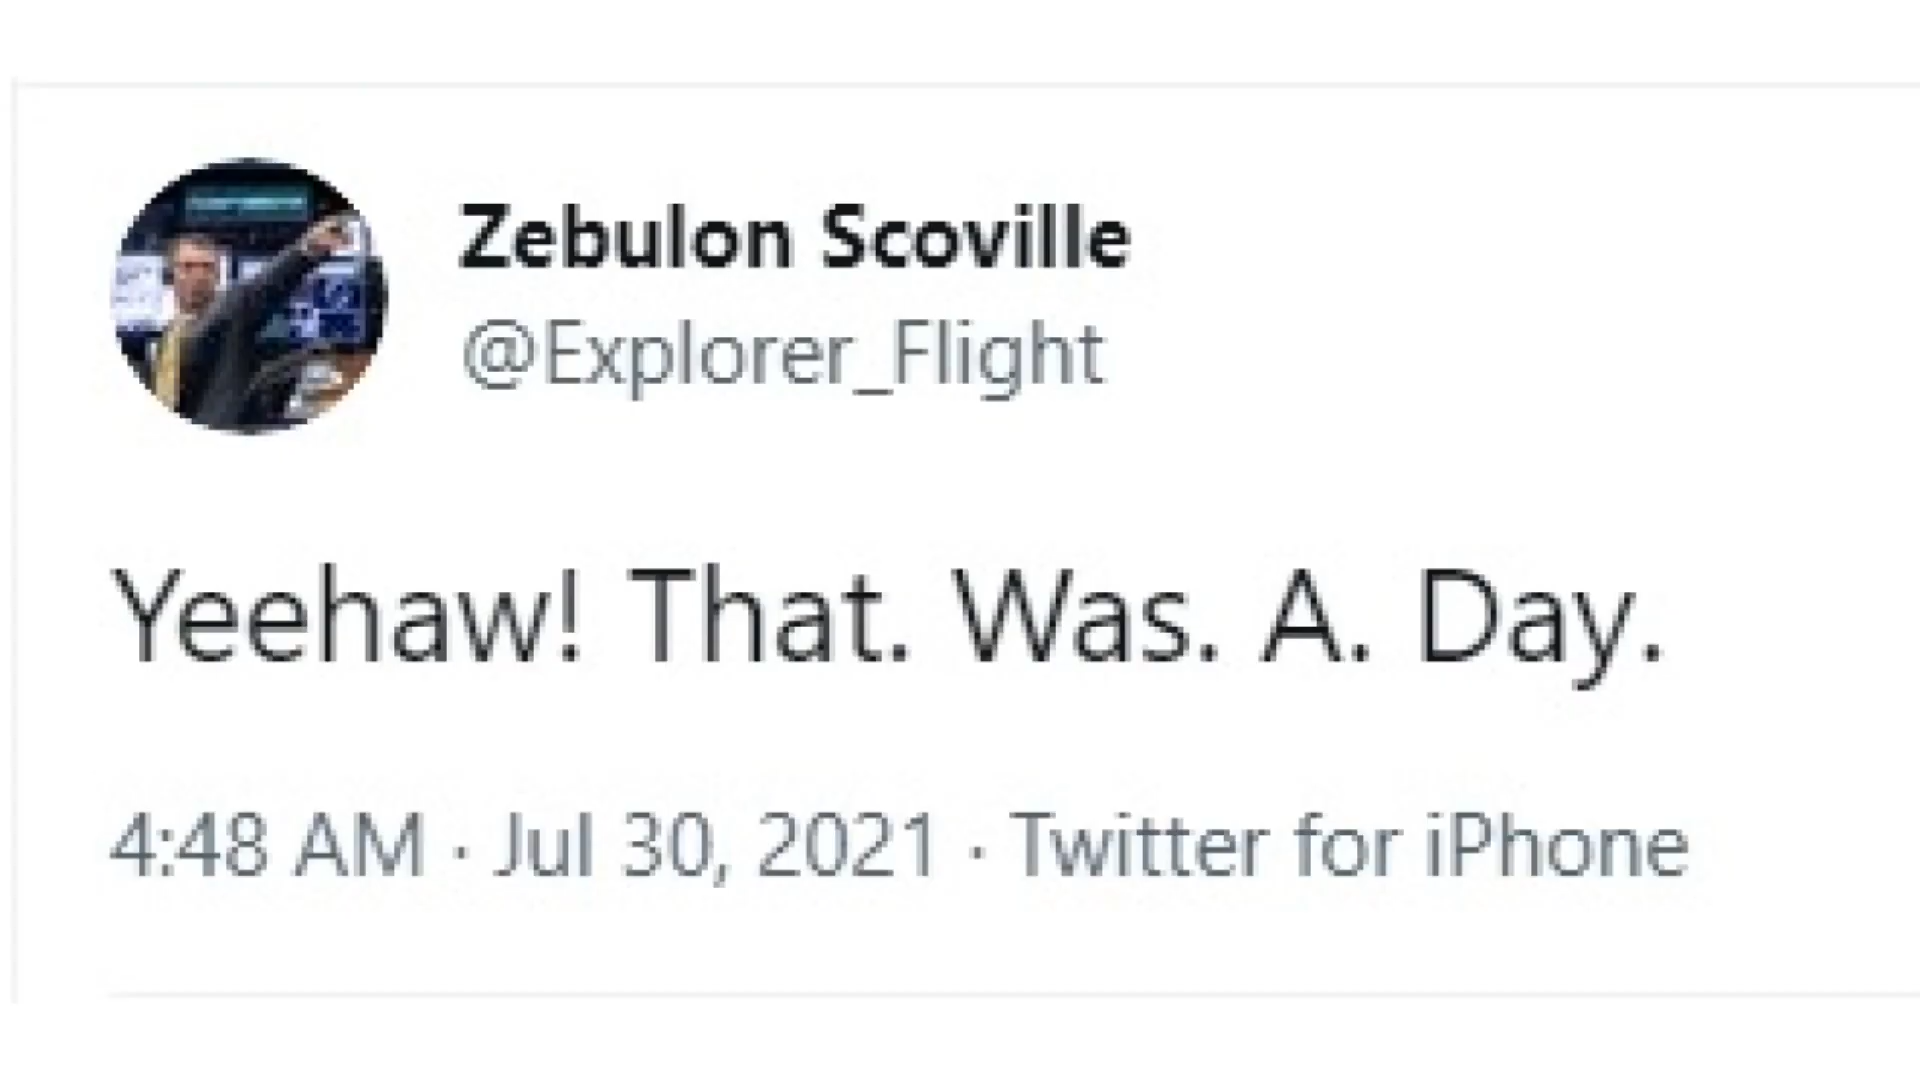 Zebulon Scoville
@Explorer_Flight
Yeehaw! That. Was. A. Day.
4:48 AM · Jul 30, 2021 · Twitter for iPhone